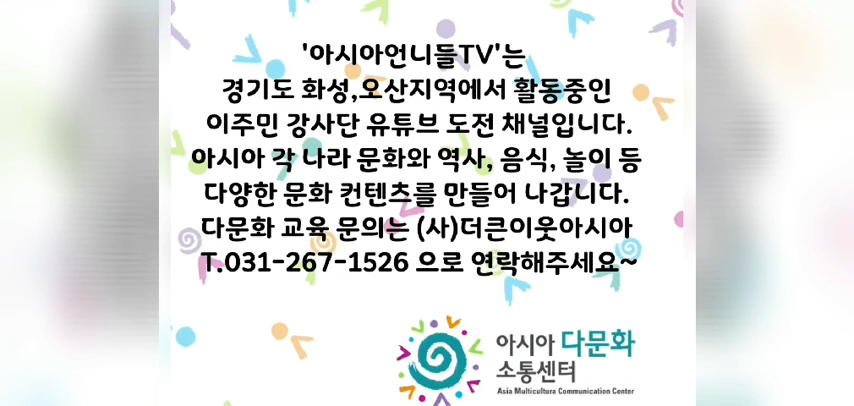 '아시아언니들TV'는
경기도 화성,오산지역에서 활동중인
이주민 강사단 유튜브 도전 채널입니다.
아시아 각 나라 문화와 역사, 음식, 놀이 등
다양한 문화 컨텐츠를 만들어 나갑니다.
다문화 교육 문의는 (사)더큰이웃아시아
T.031-267-1526 으로 연락해주세요~
아시아 다문화
소통센터
Asia Multicultura Communication Center